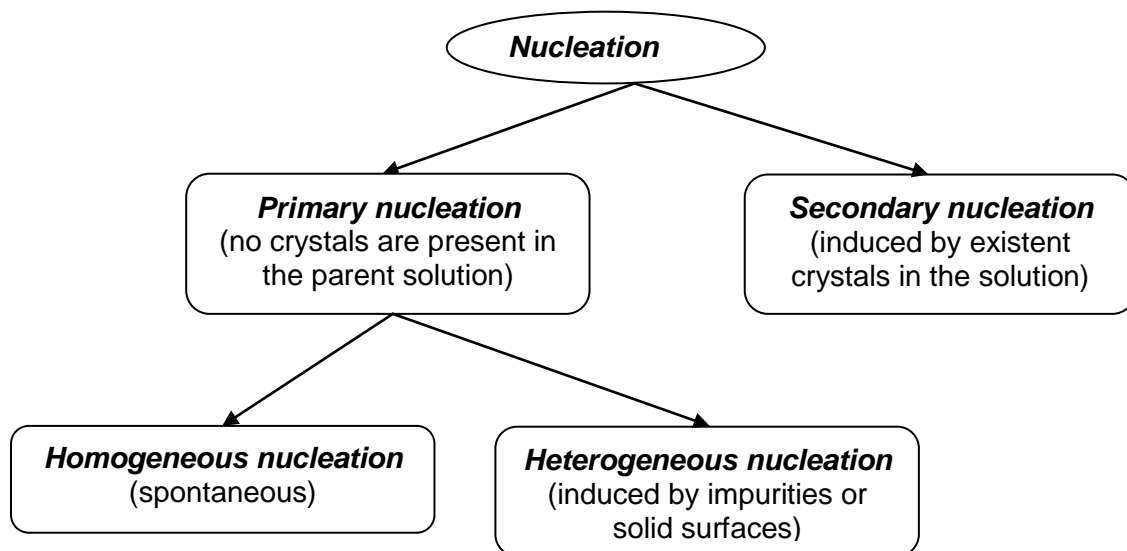 Nucleation
Primary nucleation
(no crystals are present in
the parent solution)
Secondary nucleation
(induced by existent
crystals in the solution)
Homogeneous nucleation
(spontaneous)
Heterogeneous nucleation
(induced by impurities or
solid surfaces)